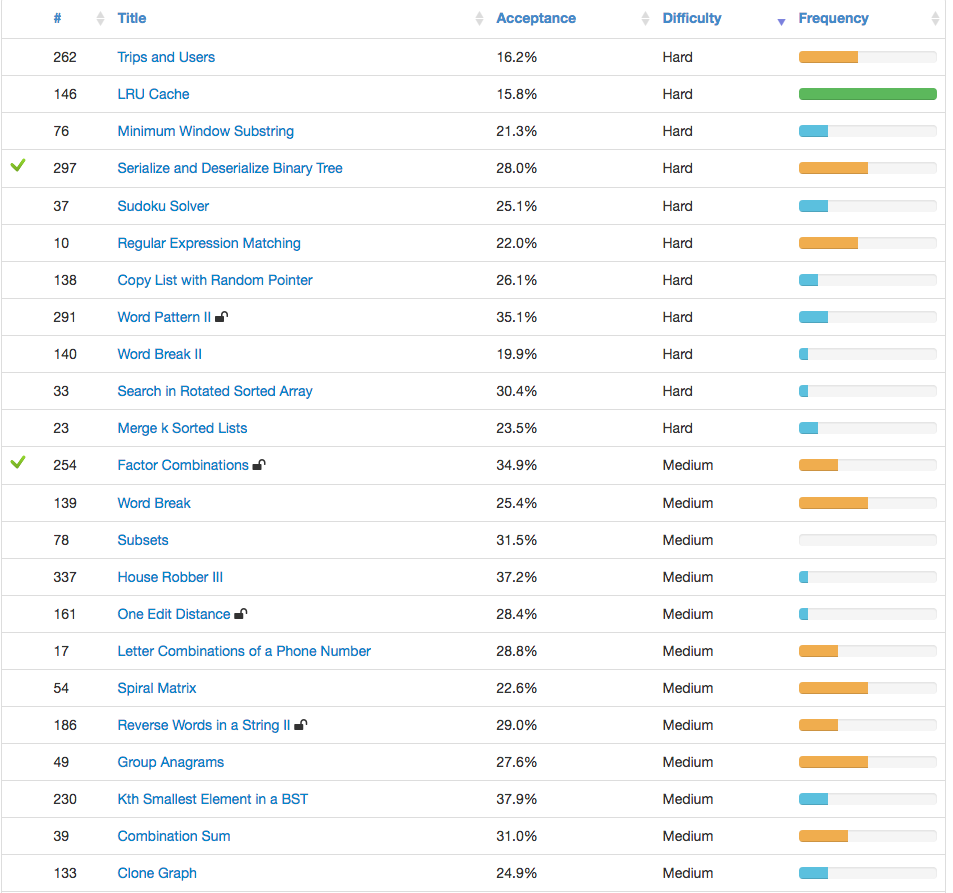 # Title Acceptance Difficulty Frequency
262 Trips and Users 16.2% Hard
146 LRU Cache 15.8% Hard
76 Minimum Window Substring 21.3% Hard
297 Serialize and Deserialize Binary Tree 28.0% Hard
37 Sudoku Solver 25.1% Hard
10 Regular Expression Matching 22.0% Hard
138 Copy List with Random Pointer 26.1% Hard
291 Word Pattern II 35.1% Hard
140 Word Break II 19.9% Hard
33 Search in Rotated Sorted Array 30.4% Hard
23 Merge k Sorted Lists 23.5% Hard
254 Factor Combinations 34.9% Medium
139 Word Break 25.4% Medium
78 Subsets 31.5% Medium
337 House Robber III 37.2% Medium
161 One Edit Distance 28.4% Medium
17 Letter Combinations of a Phone Number 28.8% Medium
54 Spiral Matrix 22.6% Medium
186 Reverse Words in a String II 29.0% Medium
49 Group Anagrams 27.6% Medium
230 Kth Smallest Element in a BST 37.9% Medium
39 Combination Sum 31.0% Medium
133 Clone Graph 24.9% Medium